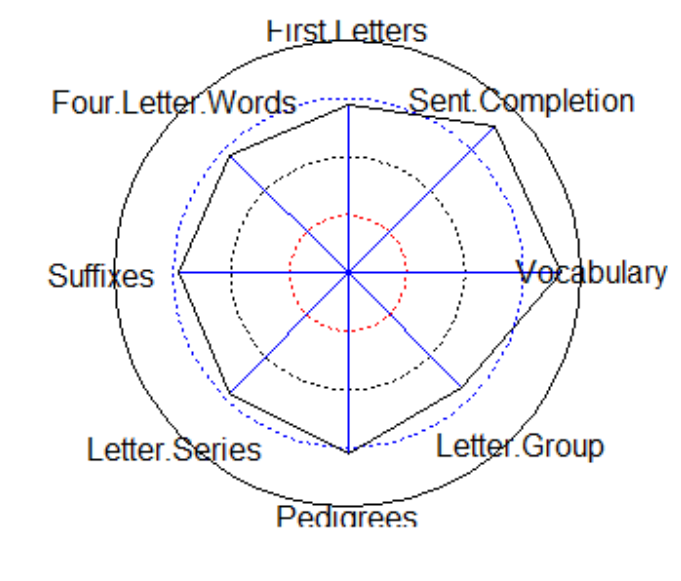 First.Letters
Four.Letter.Words
Sent.Completion
Suffixes
Vocabulary
Letter.Series
Letter.Group
Pedigrees